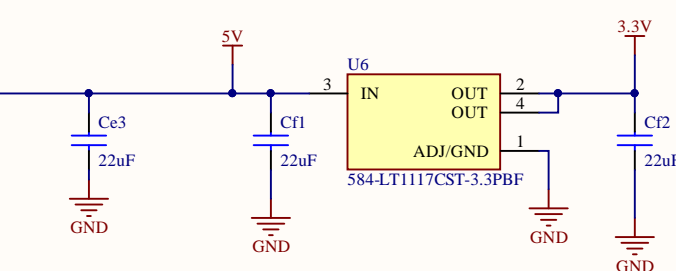 5V
3.3V
U6
3
IN
OUT
2
OUT
4
ADJ/GND
1
584-LT1117CST-3.3PBF
Ce3
22uF
GND
Cf1
22uF
GND
GND
Cf2
22uF
GND